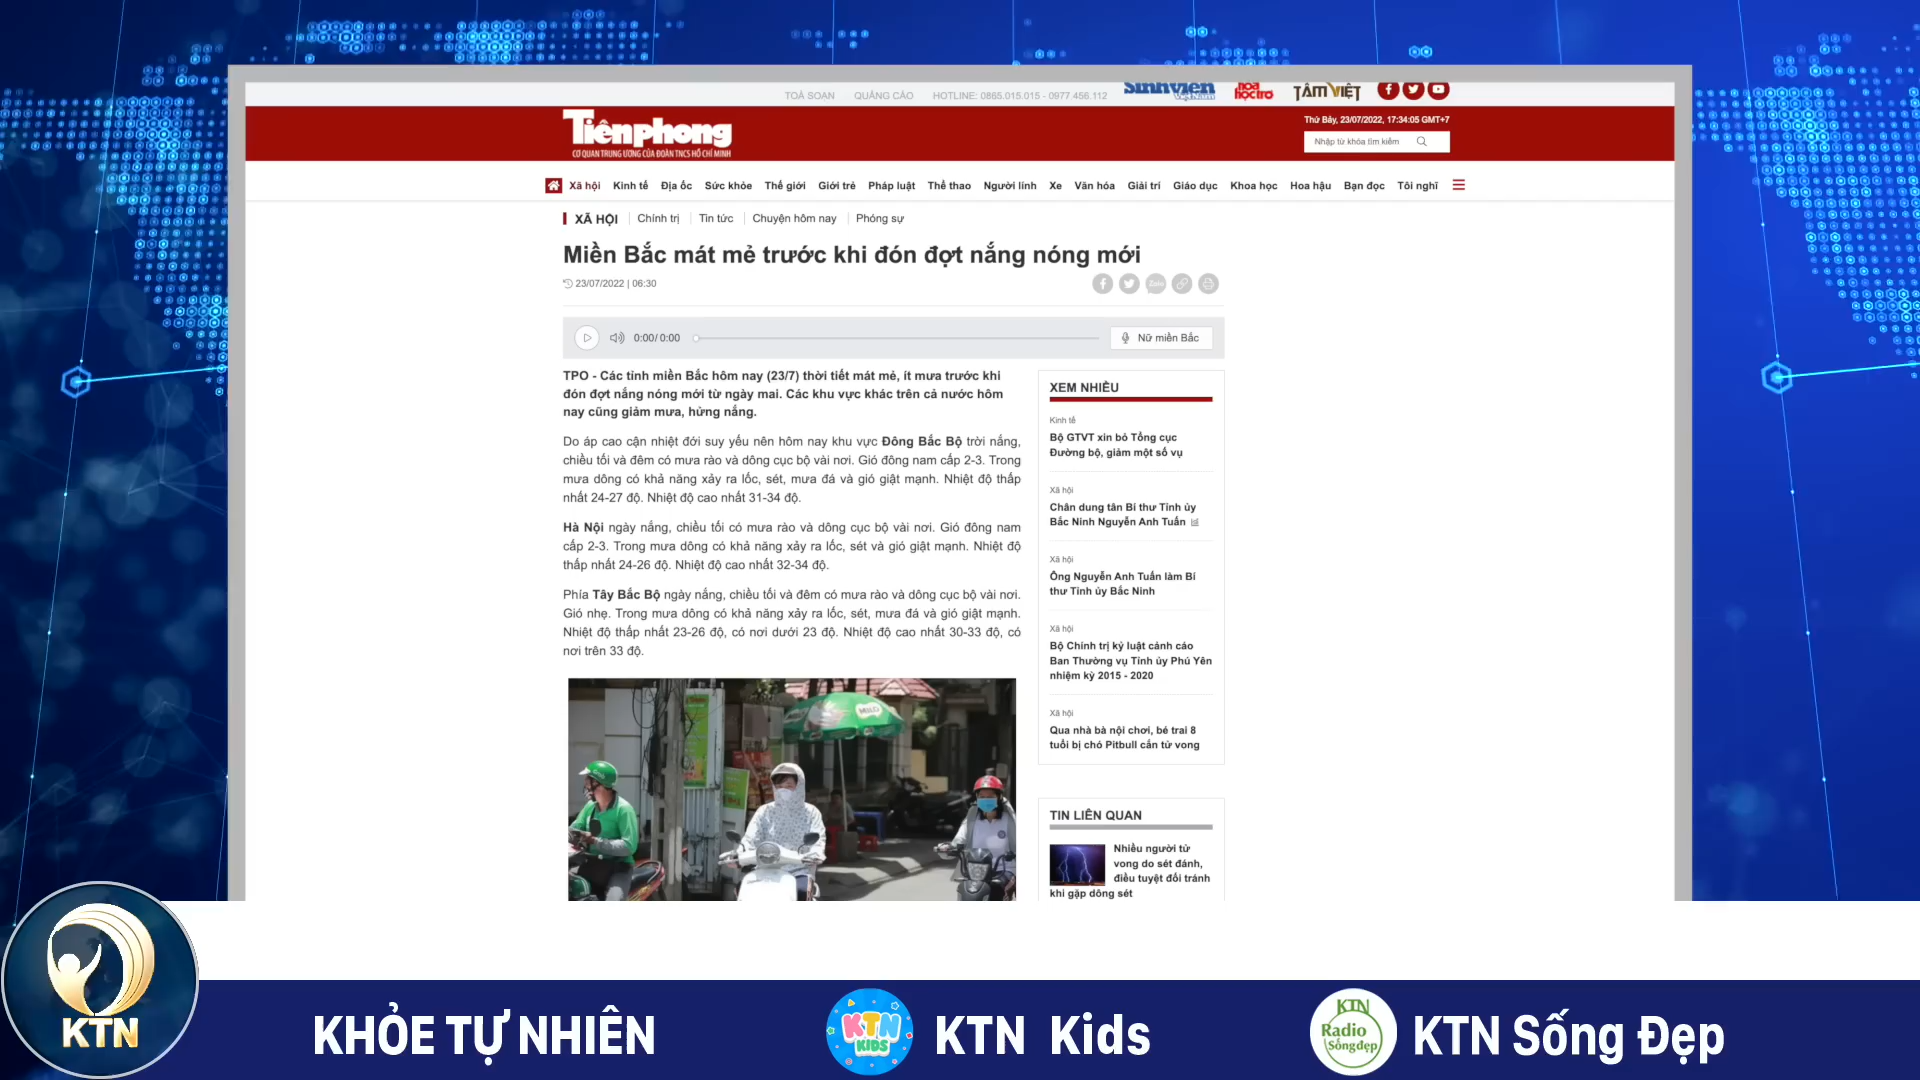 TOÀ SOẠN QUẢNG CÁO HOTLINE: 0865.015.015 - 0977.456.112 Sinh viên VIỆT NAM hoa học trò TÂM VIỆT
Tiền phong
CƠ QUAN TRUNG ƯƠNG CỦA ĐOÀN TNCS HỒ CHÍ MINH
Thứ Bảy, 23/07/2022, 17:34:05 GMT+7
Nhập từ khóa tìm kiếm
Xã hội Kinh tế Địa ốc Sức khỏe Thế giới Giới trẻ Pháp luật Thể thao Người lính Xe Văn hóa Giải trí Giáo dục Khoa học Hoa hậu Bạn đọc Tôi nghĩ
XÃ HỘI Chính trị Tin tức Chuyện hôm nay Phóng sự
Miền Bắc mát mẻ trước khi đón đợt nắng nóng mới
23/07/2022 | 06:30
Zalo
0:00/ 0:00
Nữ miền Bắc
TPO - Các tỉnh miền Bắc hôm nay (23/7) thời tiết mát mẻ, ít mưa trước khi
đón đợt nắng nóng mới từ ngày mai. Các khu vực khác trên cả nước hôm
nay cũng giảm mưa, hửng nắng.
Do áp cao cận nhiệt đới suy yếu nên hôm nay khu vực Đông Bắc Bộ trời nắng,
chiều tối và đêm có mưa rào và dông cục bộ vài nơi. Gió đông nam cấp 2-3. Trong
mưa dông có khả năng xảy ra lốc, sét, mưa đá và gió giật mạnh. Nhiệt độ thấp
nhất 24-27 độ. Nhiệt độ cao nhất 31-34 độ.
Hà Nội ngày nắng, chiều tối có mưa rào và dông cục bộ vài nơi. Gió đông nam
cấp 2-3. Trong mưa dông có khả năng xảy ra lốc, sét và gió giật mạnh. Nhiệt độ
thấp nhất 24-26 độ. Nhiệt độ cao nhất 32-34 độ.
Phía Tây Bắc Bộ ngày nắng, chiều tối và đêm có mưa rào và dông cục bộ vài nơi.
Gió nhẹ. Trong mưa dông có khả năng xảy ra lốc, sét, mưa đá và gió giật mạnh.
Nhiệt độ thấp nhất 23-26 độ, có nơi dưới 23 độ. Nhiệt độ cao nhất 30-33 độ, có
nơi trên 33 độ.
MILO
Grab
XEM NHIỀU
Kinh tế
Bộ GTVT xin bỏ Tổng cục
Đường bộ, giảm một số vụ
Xã hội
Chân dung tân Bí thư Tỉnh ủy
Bắc Ninh Nguyễn Anh Tuấn
Xã hội
Ông Nguyễn Anh Tuấn làm Bí
thư Tỉnh ủy Bắc Ninh
Xã hội
Bộ Chính trị kỷ luật cảnh cáo
Ban Thường vụ Tỉnh ủy Phú Yên
nhiệm kỳ 2015 - 2020
Xã hội
Qua nhà bà nội chơi, bé trai 8
tuổi bị chó Pitbull cắn tử vong
TIN LIÊN QUAN
Nhiều người tử
vong do sét đánh,
điều tuyệt đối tránh
khi gặp dông sét
KTN
KHỎE TỰ NHIÊN
KTN
KIDS
KTN Kids
KTN
Radio
Sống đẹp
KTN Sống Đẹp